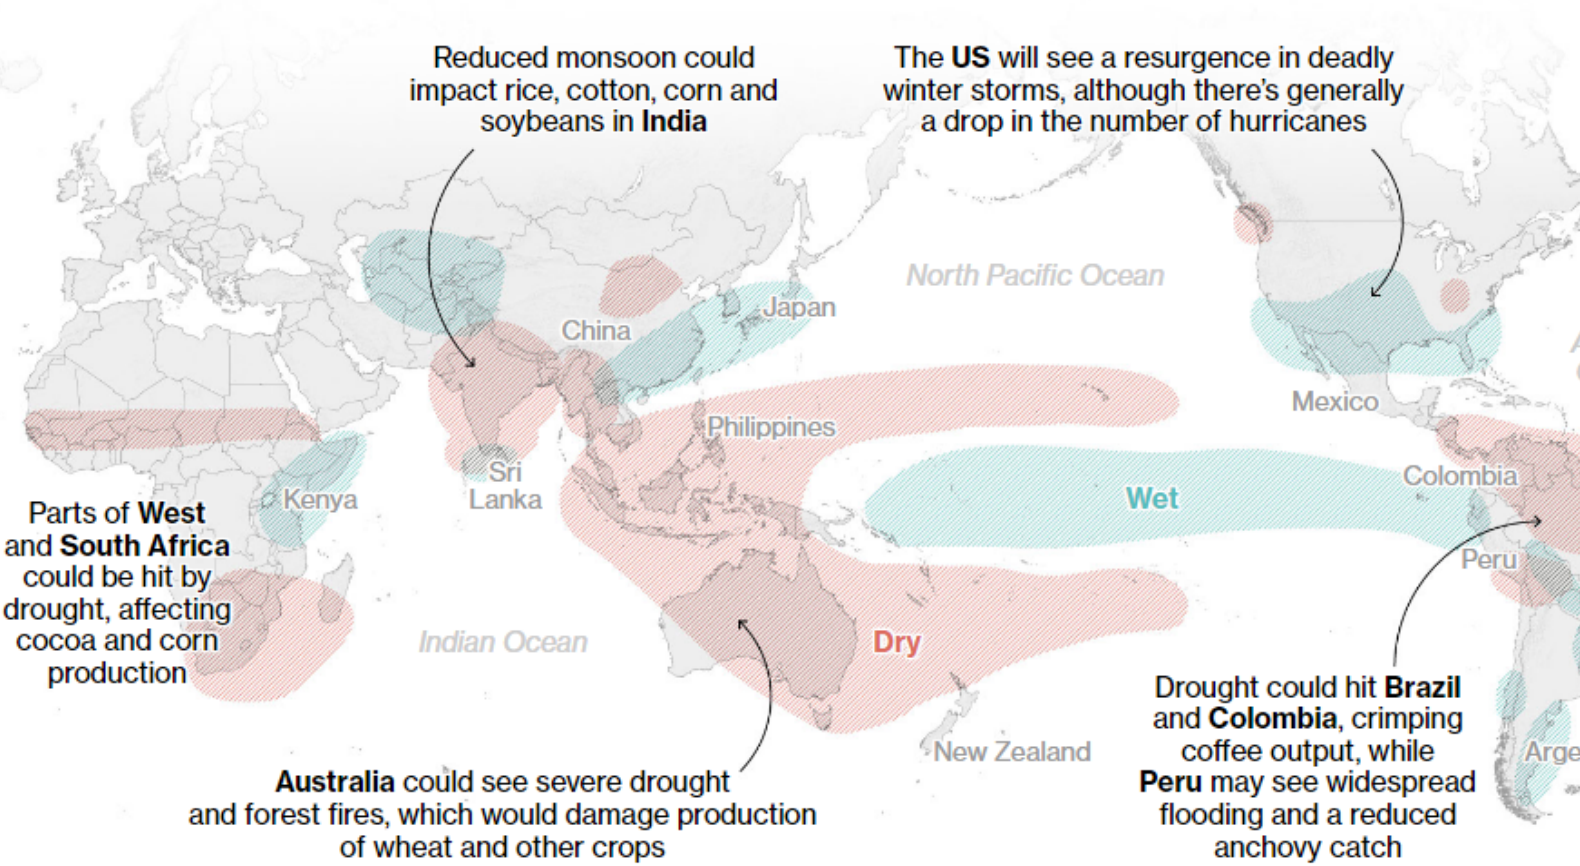 Reduced monsoon could
impact rice, cotton, corn and
soybeans in India
The US will see a resurgence in deadly
winter storms, although there's generally
a drop in the number of hurricanes
North Pacific Ocean
Japan
China
Mexico
Philippines
Sri
Lanka
Kenya
Colombia
Wet
Peru
Parts of West
and South Africa
could be hit by
drought, affecting
cocoa and corn
production
Indian Ocean
Dry
New Zealand
Arge
Australia could see severe drought
and forest fires, which would damage production
of wheat and other crops
Drought could hit Brazil
and Colombia, crimping
coffee output, while
Peru may see widespread
flooding and a reduced
anchovy catch